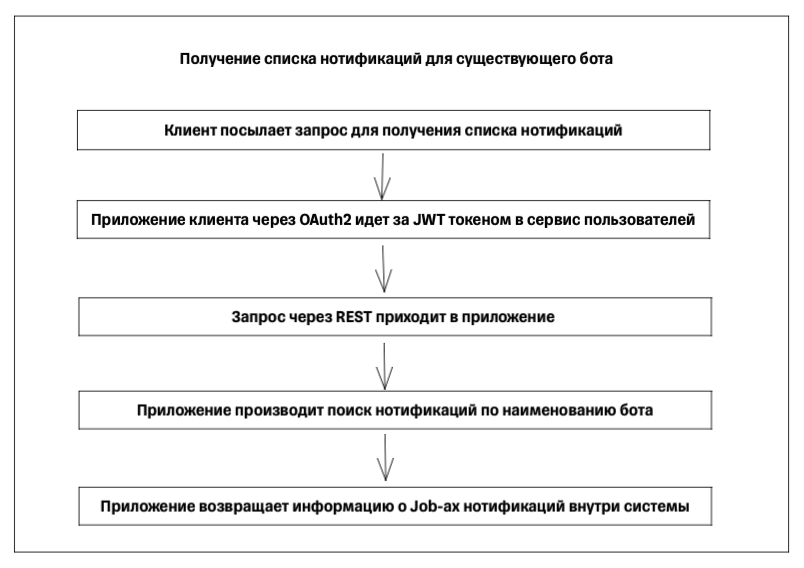 Получение списка нотификаций для существующего бота
Клиент посылает запрос для получения списка нотификаций
Приложение клиента через OAuth2 идет за JWT токеном в сервис пользователей
Запрос через REST приходит в приложение
Приложение производит поиск нотификаций по наименованию бота
Приложение возвращает информацию о Job-ах нотификаций внутри системы